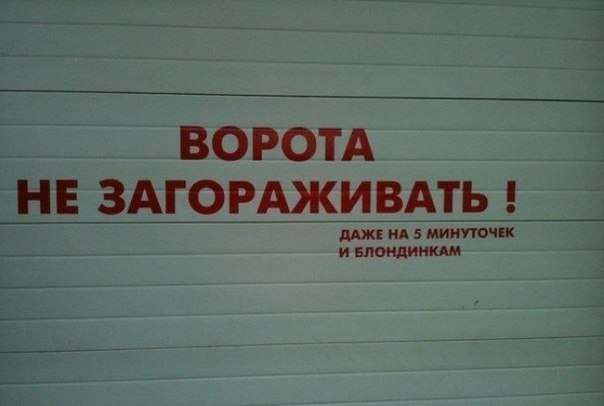 ВОРОТА
НЕ ЗАГОРАЖИВАТЬ !
ДАЖЕ НА 5 МИНУТОЧЕК
И БЛОНДИНКАМ